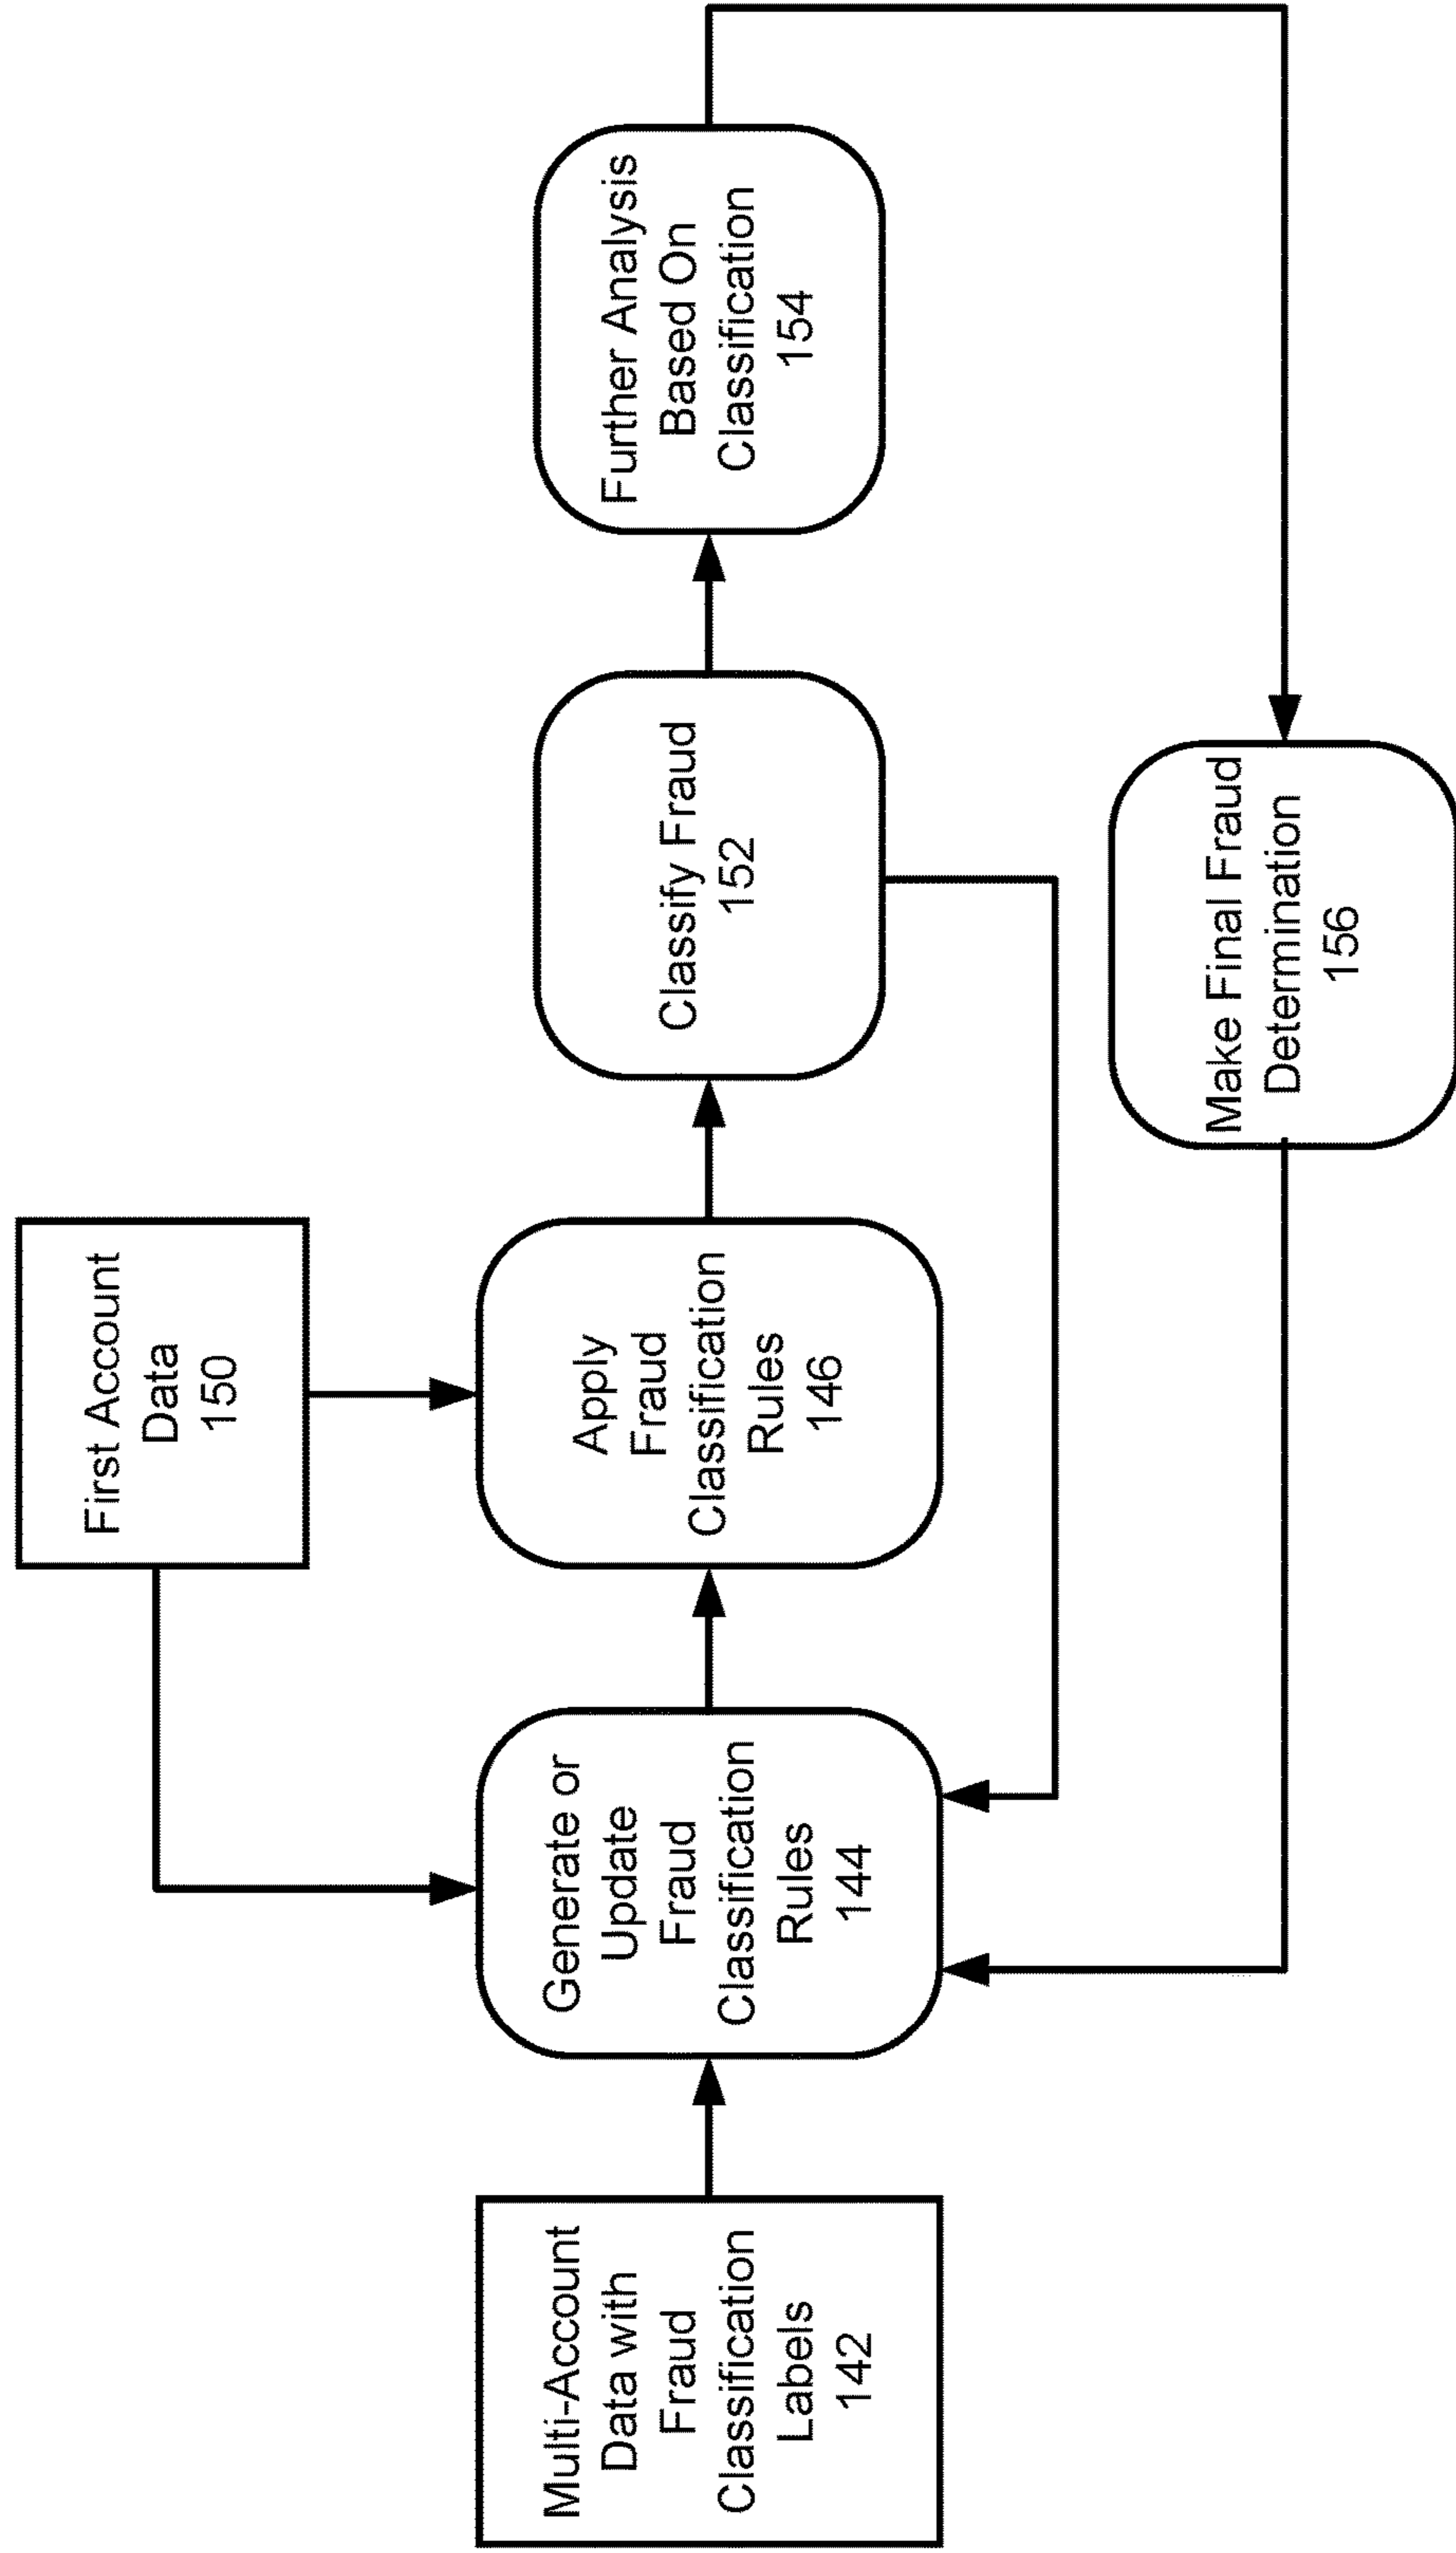 First Account
Data
150
Multi-Account
Data with
Fraud
Classification
Labels
142
Generate or
Update
Fraud
Classification
Rules
144
Apply
Fraud
Classification
Rules
146
Classify Fraud
152
Further Analysis
Based On
Classification
154
Make Final Fraud
Determination
156